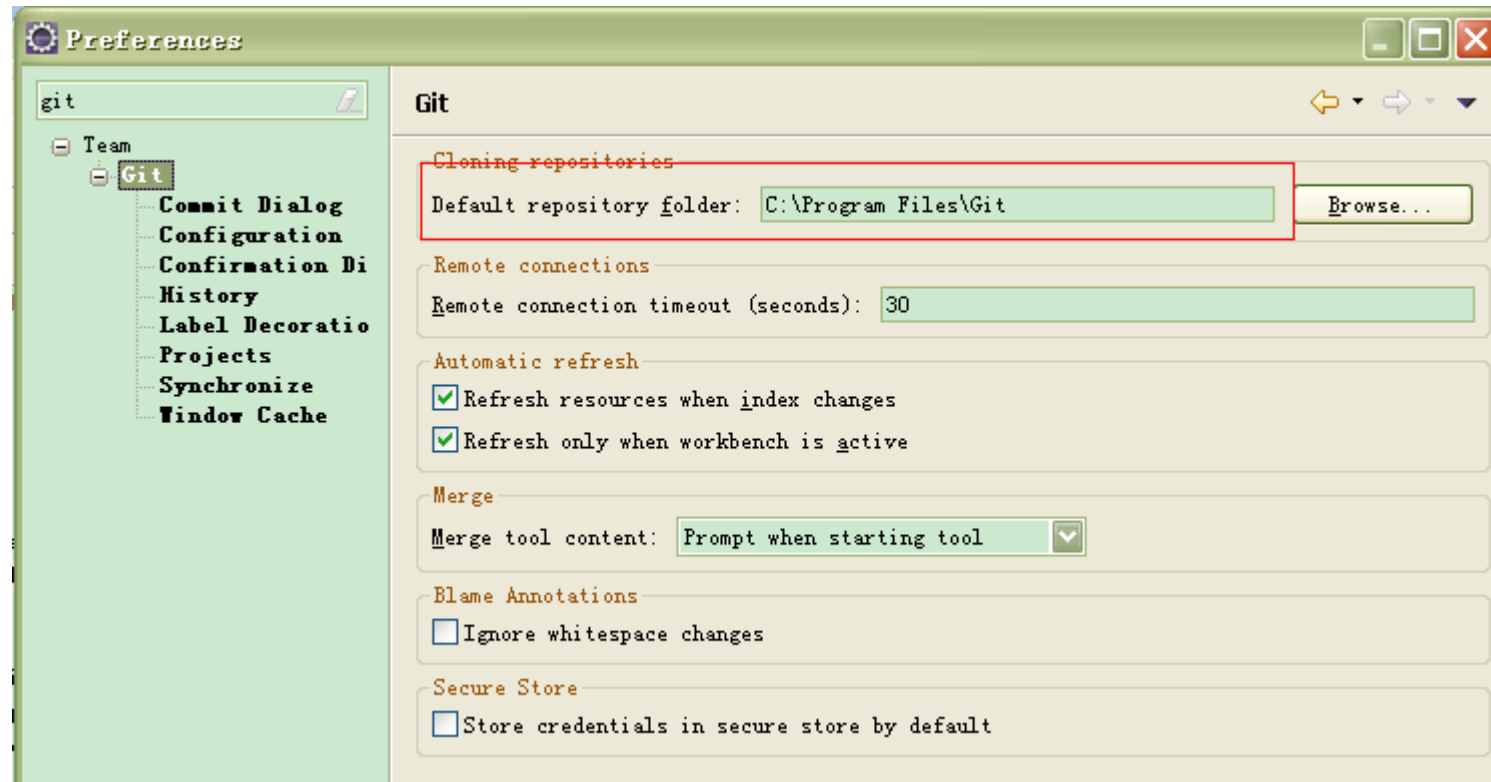 Preferences
git
Team
Git
Commit Dialog
Configuration
Confirmation Di
History
Label Decoratio
Projects
Synchronize
Window Cache
Git
Cloning repositories
Default repository folder: C:\Program Files\Git Browse...
Remote connections
Remote connection timeout (seconds): 30
Automatic refresh
Refresh resources when index changes
Refresh only when workbench is active
Merge
Merge tool content: Prompt when starting tool
Blame Annotations
Ignore whitespace changes
Secure Store
Store credentials in secure store by default